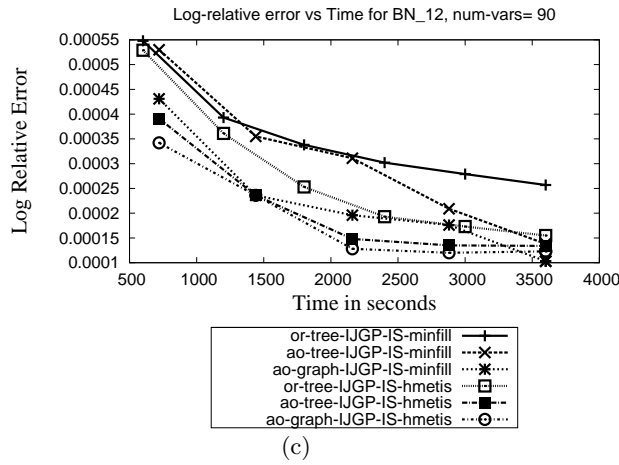 Log-relative error vs Time for BN_12, num-vars= 90
0.00055
0.0005
0.00045
0.0004
0.00035
0.0003
0.00025
0.0002
0.00015
0.0001
Log Relative Error
500 1000 1500 2000 2500 3000 3500 4000
Time in seconds
or-tree-IJGP-IS-minfill
ao-tree-IJGP-IS-minfill
ao-graph-IJGP-IS-minfill
or-tree-IJGP-IS-hmetis
ao-tree-IJGP-IS-hmetis
ao-graph-IJGP-IS-hmetis
(c)